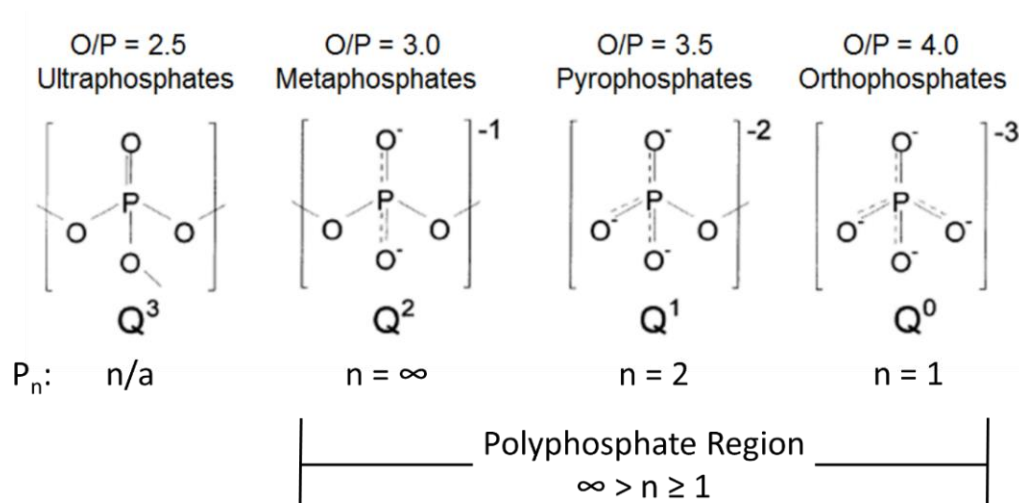 O/P = 2.5 O/P = 3.0 O/P = 3.5 O/P = 4.0
Ultraphosphates Metaphosphates Pyrophosphates Orthophosphates
-1 -2 -3
O O⁻ O⁻ O⁻
P P P P
O O O O O⁻ O O⁻ O⁻
O O⁻ O⁻ O⁻
Q³ Q² Q¹ Q⁰
Pₙ: n/a n = ∞ n = 2 n = 1
Polyphosphate Region
∞ > n ≥ 1